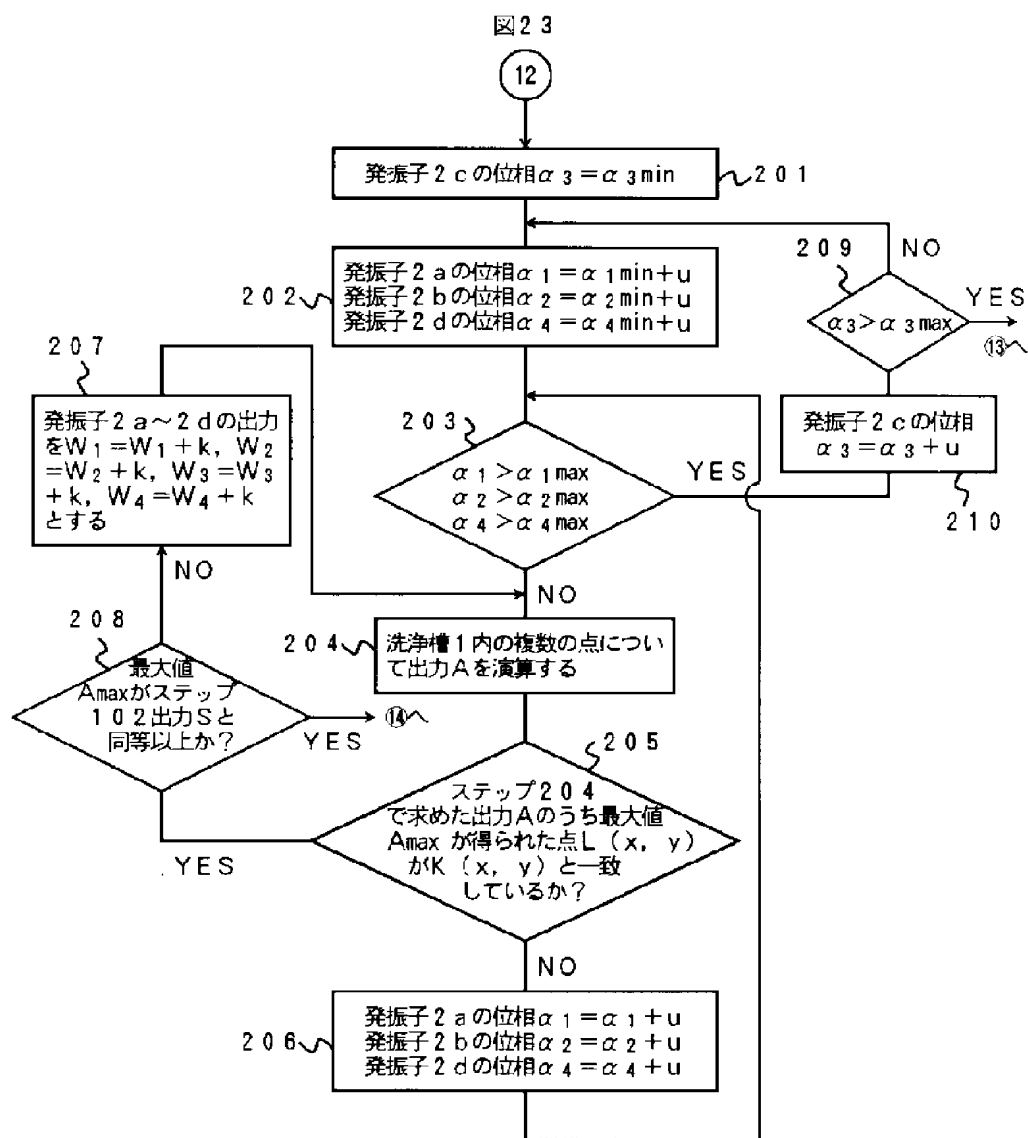 図23
12
発振子2cの位相α3=α3min
201
発振子2aの位相α1=α1min+u
発振子2bの位相α2=α2min+u
発振子2dの位相α4=α4min+u
202
209
NO
YES
α3>α3max
⑬へ
発振子2cの位相
α3=α3+u
210
203
α1>α1max
α2>α2max
α4>α4max
YES
NO
207
発振子2a~2dの出力
をW1=W1+k, W2
=W2+k, W3=W3
+k, W4=W4+k
とする
NO
208
最大値
Amaxがステップ
102出力Sと
同等以上か?
YES
⑭へ
204
洗浄槽1内の複数の点につい
て出力Aを演算する
205
ステップ204
で求めた出力Aのうち最大値
Amaxが得られた点L(x, y)
がK(x, y)と一致
しているか?
YES
NO
206
発振子2aの位相α1=α1+u
発振子2bの位相α2=α2+u
発振子2dの位相α4=α4+u